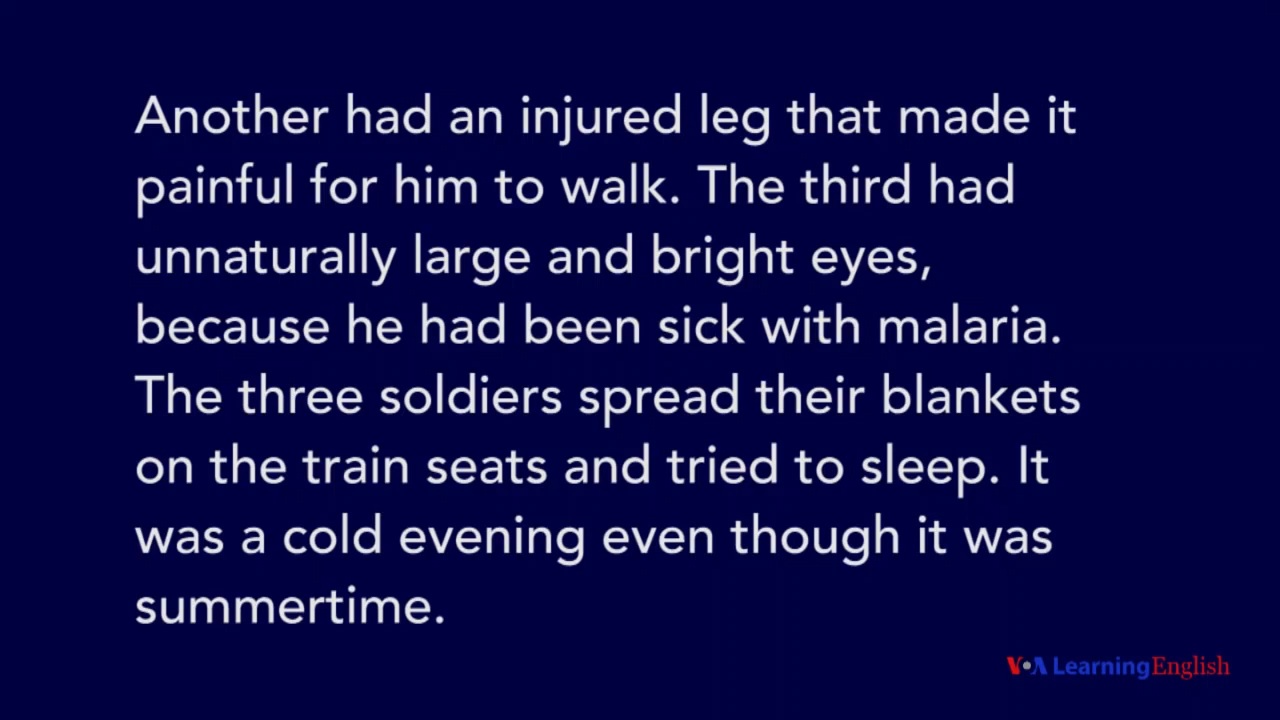 Another had an injured leg that made it
painful for him to walk. The third had
unnaturally large and bright eyes,
because he had been sick with malaria.
The three soldiers spread their blankets
on the train seats and tried to sleep. It
was a cold evening even though it was
summertime.
VOA Learning English